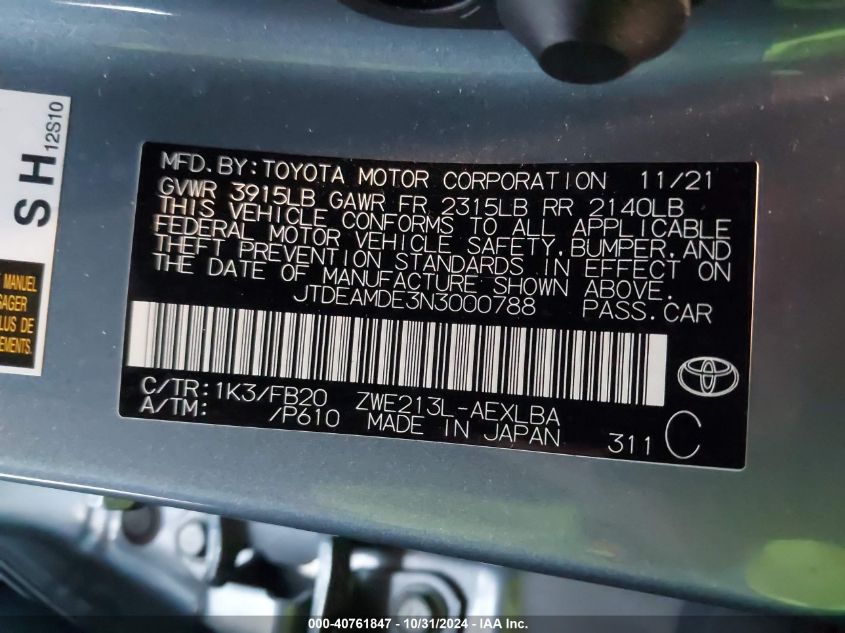 SH
12S10
MANUEL
SAGER
LUS DE
EMENTS.
MFD. BY: TOYOTA MOTOR CORPORATION 11/21
GVWR 3915LB GAWR FR 2315LB RR 2140LB
THIS VEHICLE CONFORMS TO ALL APPLICABLE
FEDERAL MOTOR VEHICLE SAFETY, BUMPER, AND
THEFT PREVENTION STANDARDS IN EFFECT ON
THE DATE OF MANUFACTURE SHOWN ABOVE.
JTDEAMDE3N3000788 PASS. CAR
C/TR: 1K3/FB20 ZWE213L-AEXLBA
A/TM: /P610 MADE IN JAPAN 311 C
000-40761847 / 10/31/2024 / © IAA, Inc.